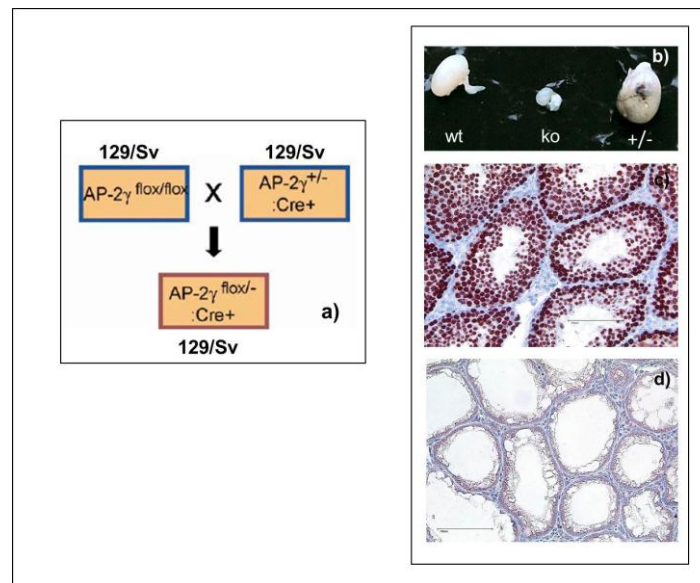 129/Sv 129/Sv
AP-2γ flox/flox X AP-2γ+/- :Cre+
AP-2γ flox/- :Cre+
129/Sv
a)
b)
wt ko +/-
c)
d)